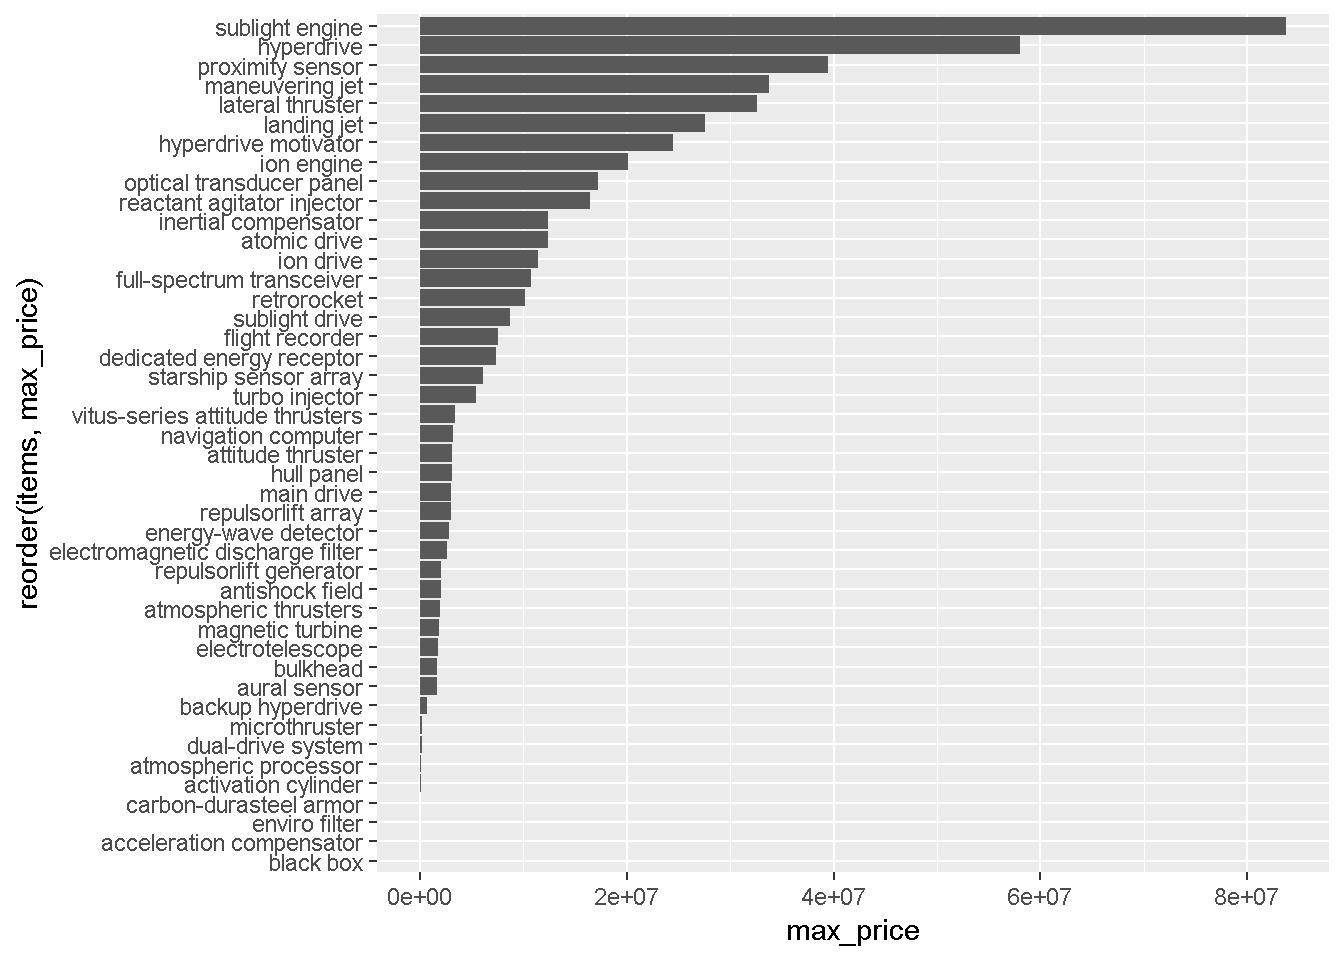 sublight engine
hyperdrive
proximity sensor
maneuvering jet
lateral thruster
landing jet
hyperdrive motivator
ion engine
optical transducer panel
reactant agitator injector
inertial compensator
atomic drive
ion drive
full-spectrum transceiver
retrorocket
sublight drive
flight recorder
dedicated energy receptor
starship sensor array
turbo injector
vitus-series attitude thrusters
navigation computer
attitude thruster
hull panel
main drive
repulsorlift array
energy-wave detector
electromagnetic discharge filter
repulsorlift generator
antishock field
atmospheric thrusters
magnetic turbine
electrotelescope
bulkhead
aural sensor
backup hyperdrive
microthruster
dual-drive system
atmospheric processor
activation cylinder
carbon-durasteel armor
enviro filter
acceleration compensator
black box
reorder(items, max_price)
0e+00 2e+07 4e+07 6e+07 8e+07
max_price